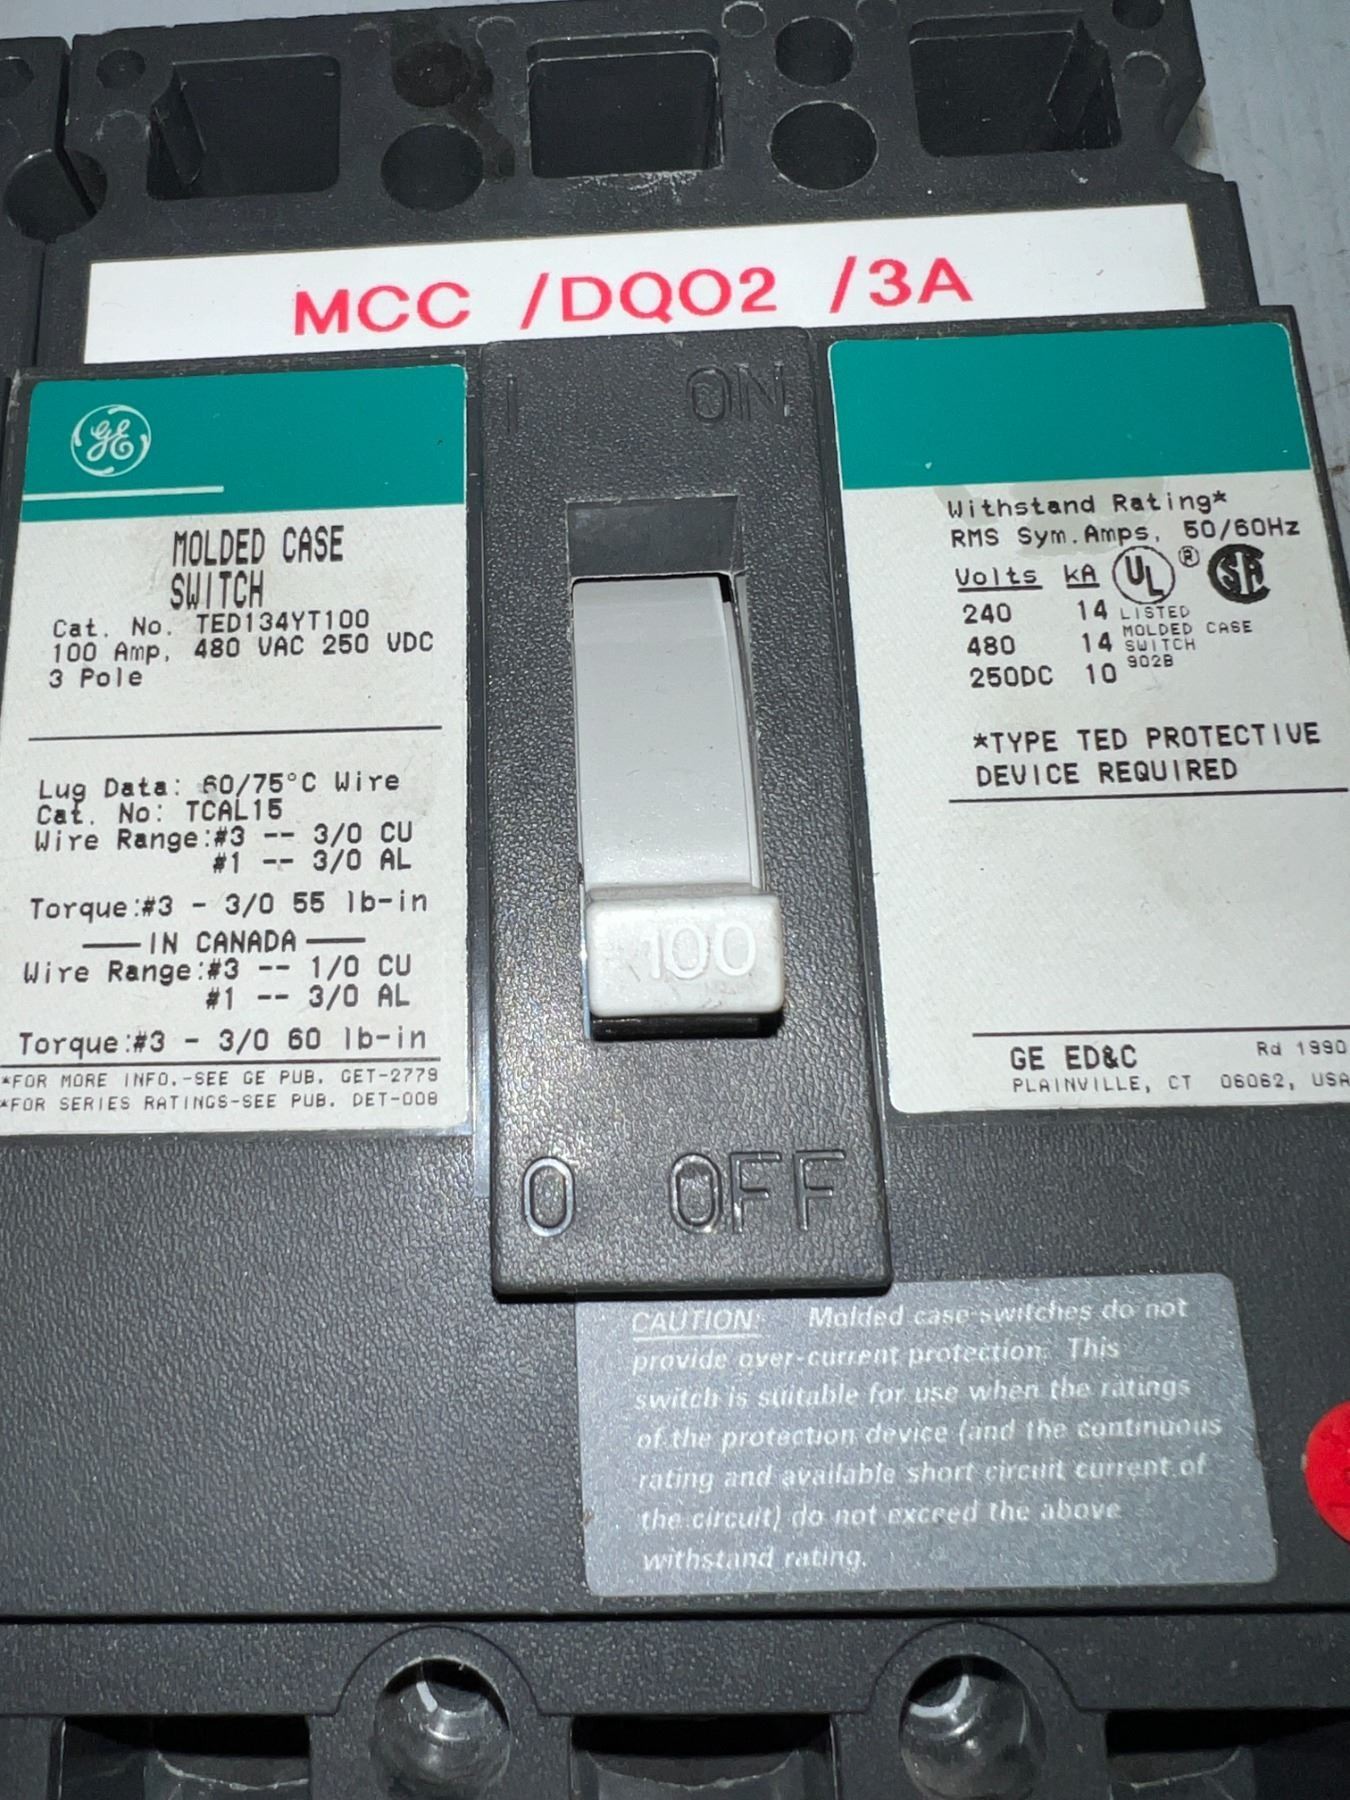 MCC /DQO2 /3A
I ON
GE
MOLDED CASE
SWITCH
Cat. No. TED134YT100
100 Amp, 480 VAC 250 VDC
3 Pole
Lug Data: 60/75°C Wire
Cat. No: TCAL15
Wire Range:#3 -- 3/0 CU
#1 -- 3/0 AL
Torque:#3 - 3/0 55 lb-in
IN CANADA
Wire Range:#3 -- 1/0 CU
#1 -- 3/0 AL
Torque:#3 - 3/0 60 lb-in
*FOR MORE INFO.-SEE GE PUB. GET-2779
*FOR SERIES RATINGS-SEE PUB. DET-008
100
O OFF
Withstand Rating*
RMS Sym. Amps, 50/60Hz
Volts kA UL ® SA
240 14 LISTED
480 14 MOLDED CASE
SWITCH
250DC 10 902B
*TYPE TED PROTECTIVE
DEVICE REQUIRED
GE ED&C Rd 1990
PLAINVILLE, CT 06062, USA
CAUTION: Molded case switches do not
provide over-current protection. This
switch is suitable for use when the ratings
of the protection device (and the continuous
rating and available short circuit current of
the circuit) do not exceed the above
withstand rating.